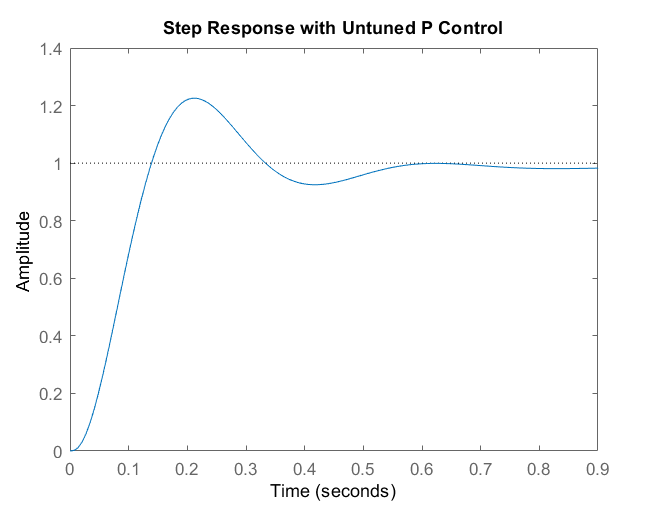 Step Response with Untuned P Control
1.4
1.2
1
0.8
0.6
0.4
0.2
0
Amplitude
0 0.1 0.2 0.3 0.4 0.5 0.6 0.7 0.8 0.9
Time (seconds)